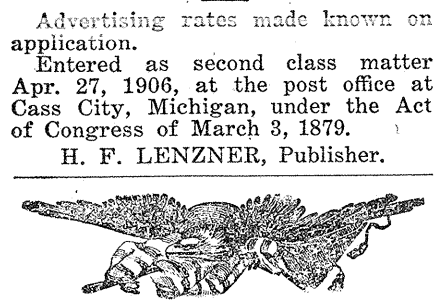 Advertising rates made known on
application.
Entered as second class matter
Apr. 27, 1906, at the post office at
Cass City, Michigan, under the Act
of Congress of March 3, 1879.
H. F. LENZNER, Publisher.